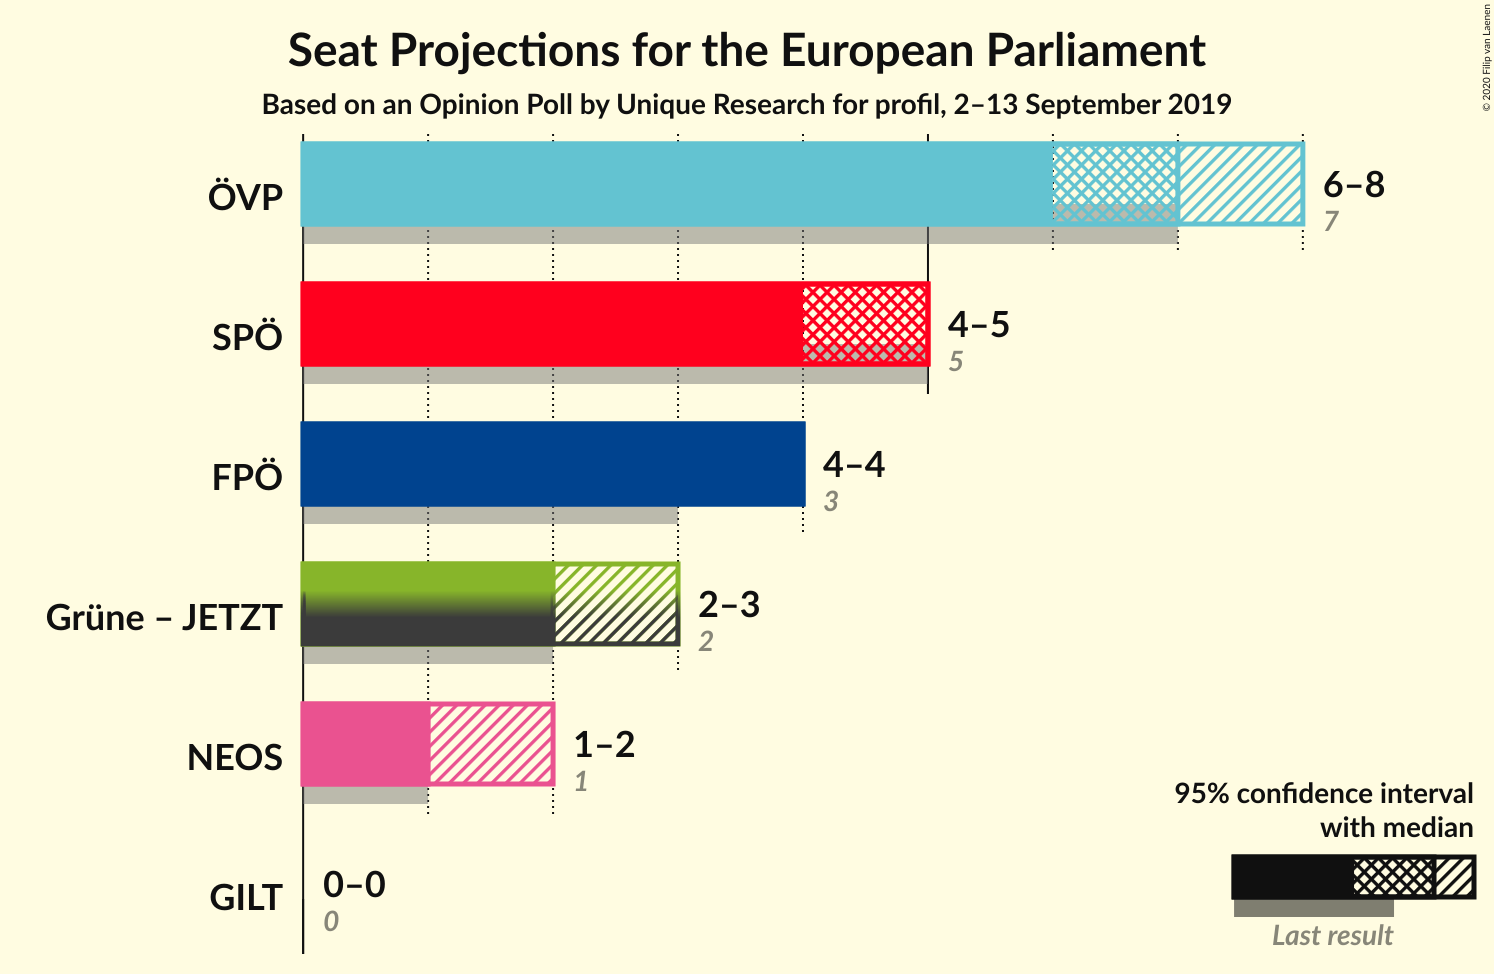 Seat Projections for the European Parliament
Based on an Opinion Poll by Unique Research for profil, 2–13 September 2019
© 2020 Filip van Laenen
ÖVP
6–8
7
SPÖ
4–5
5
FPÖ
4–4
3
Grüne – JETZT
2–3
2
NEOS
1–2
1
GILT
0–0
0
95% confidence interval
with median
Last result